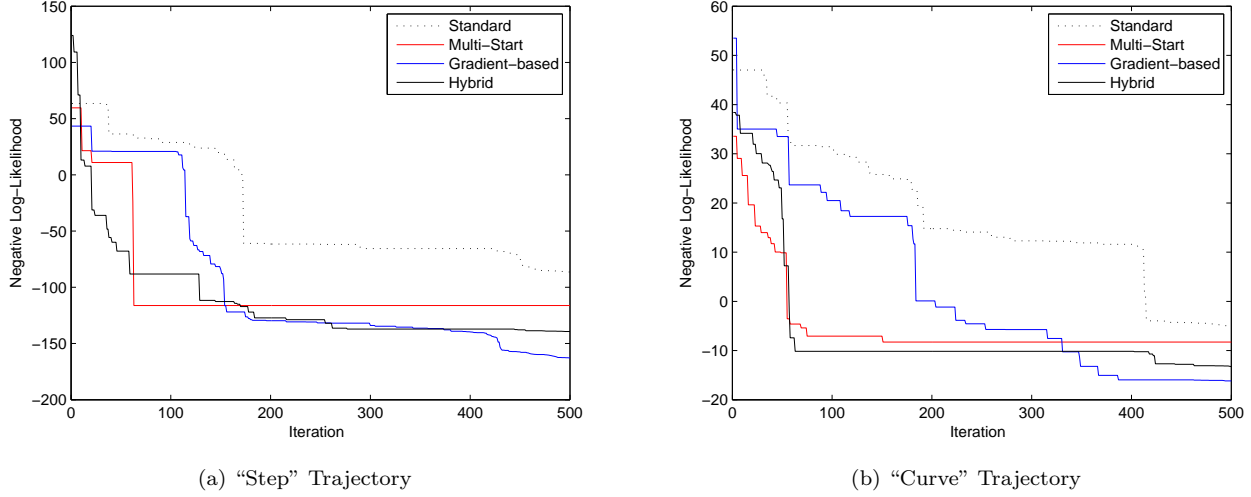 150
100
50
0
−50
−100
−150
−200
0
100
200
300
400
500
Negative Log−Likelihood
Iteration
Standard
Multi−Start
Gradient−based
Hybrid
(a) “Step” Trajectory
60
50
40
30
20
10
0
−10
−20
0
100
200
300
400
500
Negative Log−Likelihood
Iteration
Standard
Multi−Start
Gradient−based
Hybrid
(b) “Curve” Trajectory